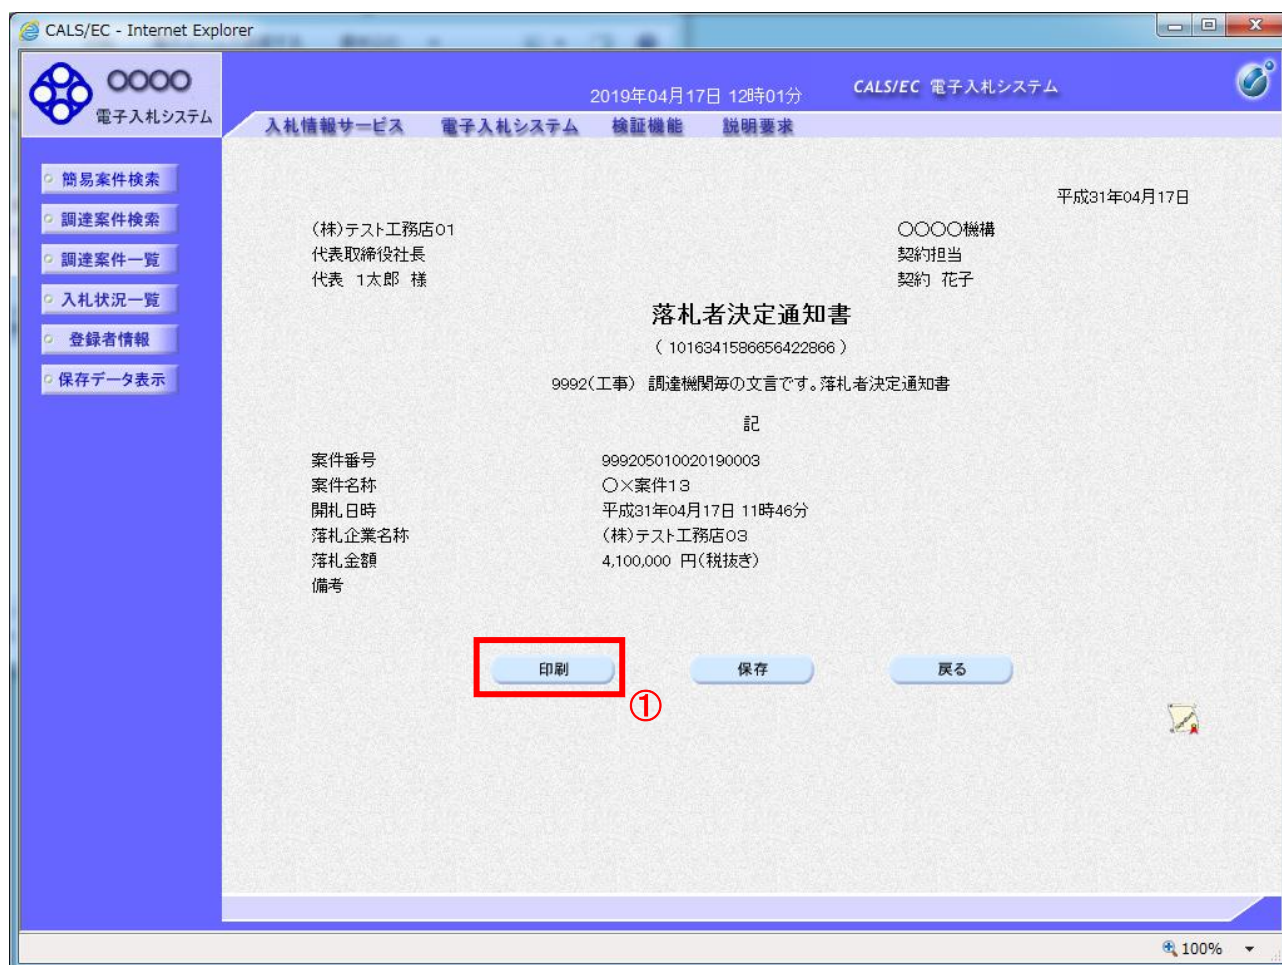 CALS/EC - Internet Explorer
〇〇〇〇
電子入札システム
2019年04月17日 12時01分
CALS/EC 電子入札システム
入札情報サービス 電子入札システム 検証機能 説明要求
簡易案件検索
調達案件検索
調達案件一覧
入札状況一覧
登録者情報
保存データ表示
平成31年04月17日
(株)テスト工務店01
代表取締役社長
代表 1太郎 様
〇〇〇〇機構
契約担当
契約 花子
落札者決定通知書
( 1016341586656422866 )
9992(工事) 調達機関毎の文言です。落札者決定通知書
記
案件番号 999205010020190003
案件名称 〇×案件13
開札日時 平成31年04月17日 11時46分
落札企業名称 (株)テスト工務店03
落札金額 4,100,000 円(税抜き)
備考
印刷 保存 戻る
①
100%